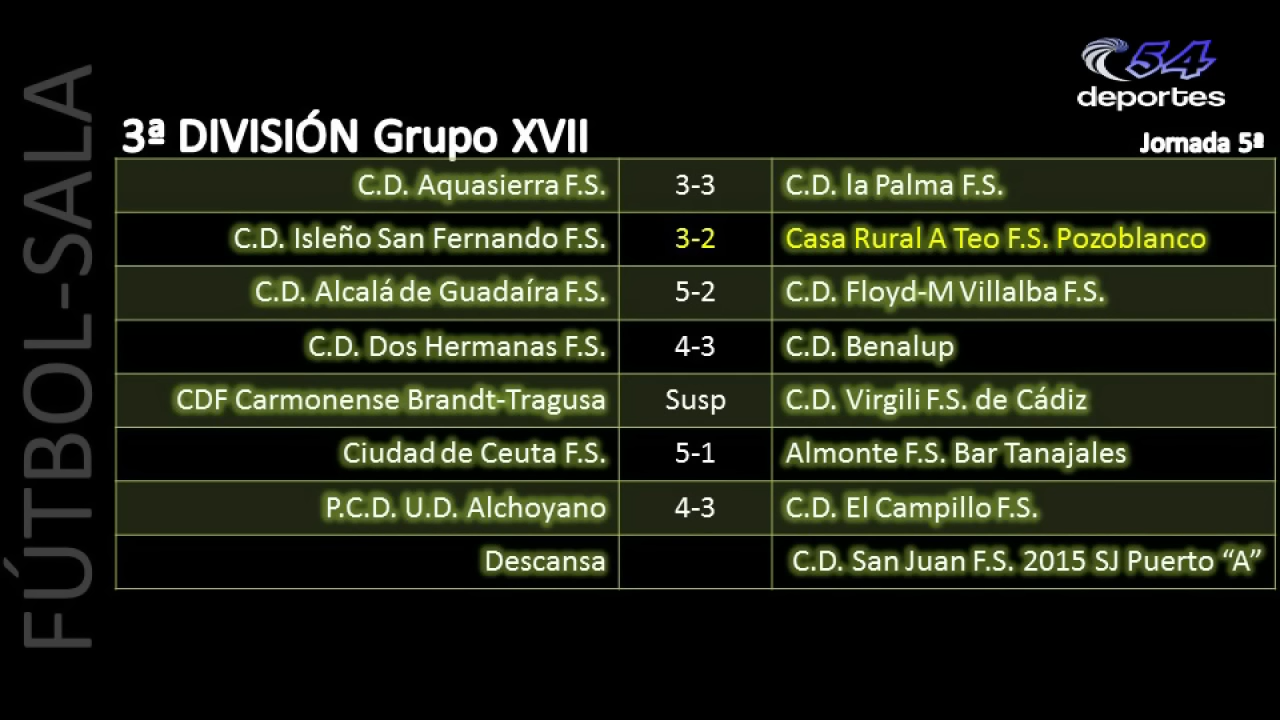 54
deportes
FÚTBOL-SALA
3ª DIVISIÓN Grupo XVII
Jornada 5ª
C.D. Aquasierra F.S. 3-3 C.D. la Palma F.S.
C.D. Isleño San Fernando F.S. 3-2 Casa Rural A Teo F.S. Pozoblanco
C.D. Alcalá de Guadaíra F.S. 5-2 C.D. Floyd-M Villalba F.S.
C.D. Dos Hermanas F.S. 4-3 C.D. Benalup
CDF Carmonense Brandt-Tragusa Susp C.D. Virgili F.S. de Cádiz
Ciudad de Ceuta F.S. 5-1 Almonte F.S. Bar Tanajales
P.C.D. U.D. Alchoyano 4-3 C.D. El Campillo F.S.
Descansa C.D. San Juan F.S. 2015 SJ Puerto “A”